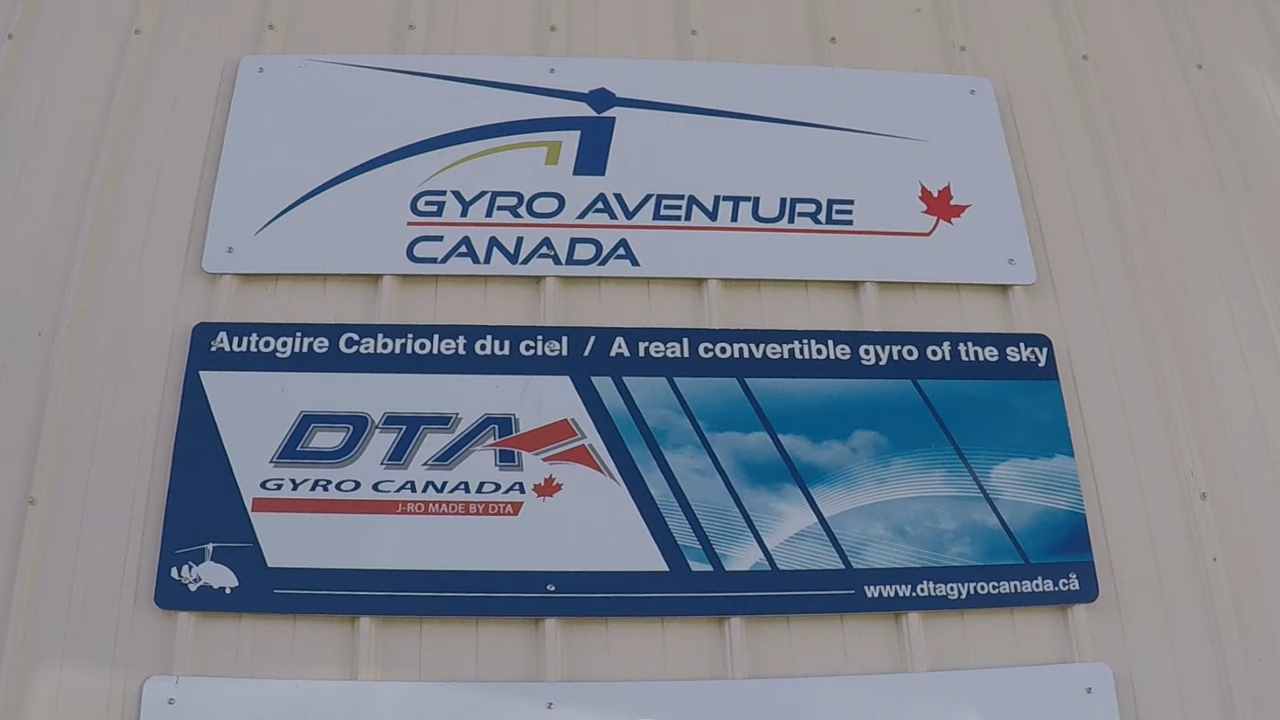 GYRO AVENTURE
CANADA
Autogire Cabriolet du ciel / A real convertible gyro of the sky
DTA
GYRO CANADA
J-RO MADE BY DTA
www.dtagyrocanada.ca